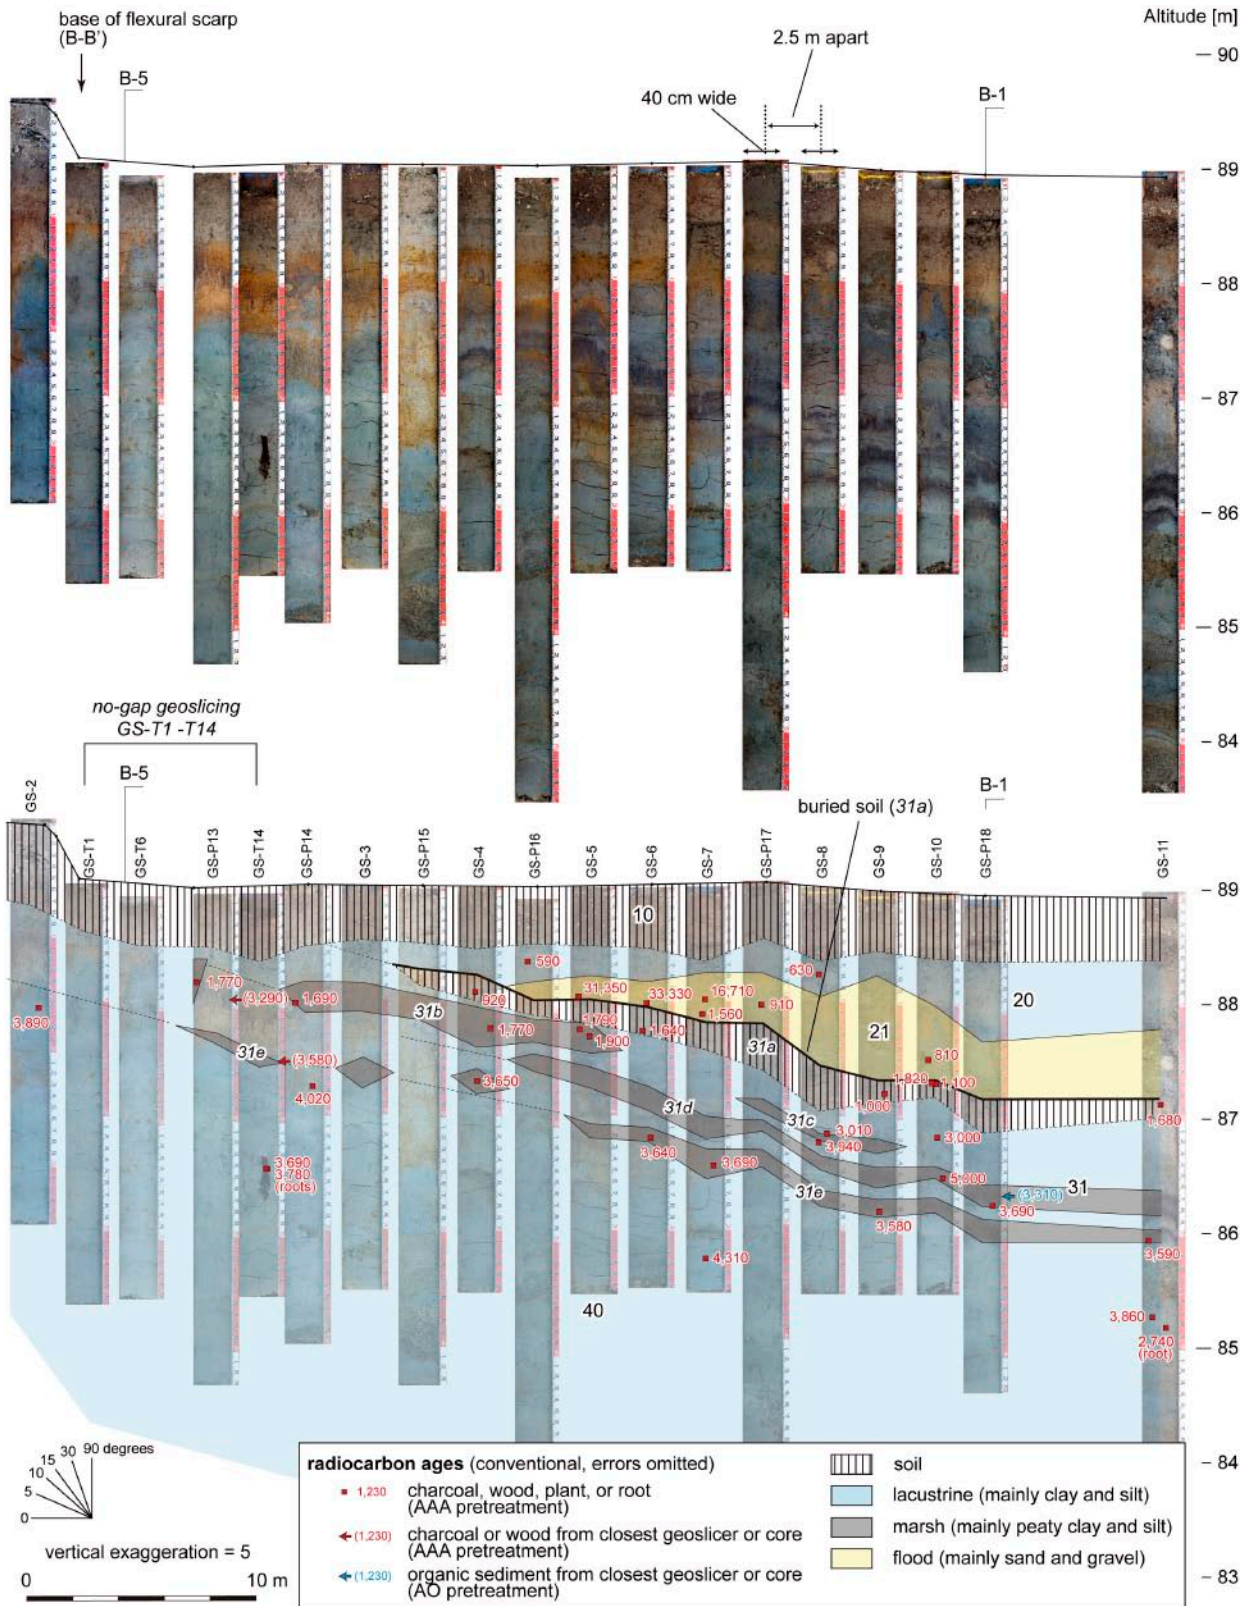 base of flexural scarp
(B-B')
Altitude [m]
90
2.5 m apart
B-5
40 cm wide
B-1
89
88
87
86
85
84
no-gap geoslicing
GS-T1 -T14
B-5
B-1
buried soil (31a)
GS-2
GS-T1
GS-T6
GS-P13
GS-T14
GS-P14
GS-3
GS-P15
GS-4
GS-P16
GS-5
GS-6
GS-7
GS-P17
GS-8
GS-9
GS-10
GS-P18
GS-11
89
10
590
630
20
1,770
(3,290)
1,690
920
31,350
33,330
16,710
910
88
3,890
31b
1,770
1,790
1,900
1,640
1,560
31a
21
810
31e
(3,580)
3,650
1,820
1,100
4,020
31d
31c
1,000
1,680
87
3,010
3,940
3,000
3,640
3,690
3,690
3,780
(roots)
5,000
31
31e
(3,310)
3,690
3,580
86
3,590
4,310
40
3,860
2,740
(root)
85
84
83
90 degrees
30
15
10
5
0
vertical exaggeration = 5
0
10 m
radiocarbon ages (conventional, errors omitted)
1,230 charcoal, wood, plant, or root
(AAA pretreatment)
(1,230) charcoal or wood from closest geoslicer or core
(AAA pretreatment)
(1,230) organic sediment from closest geoslicer or core
(AO pretreatment)
soil
lacustrine (mainly clay and silt)
marsh (mainly peaty clay and silt)
flood (mainly sand and gravel)